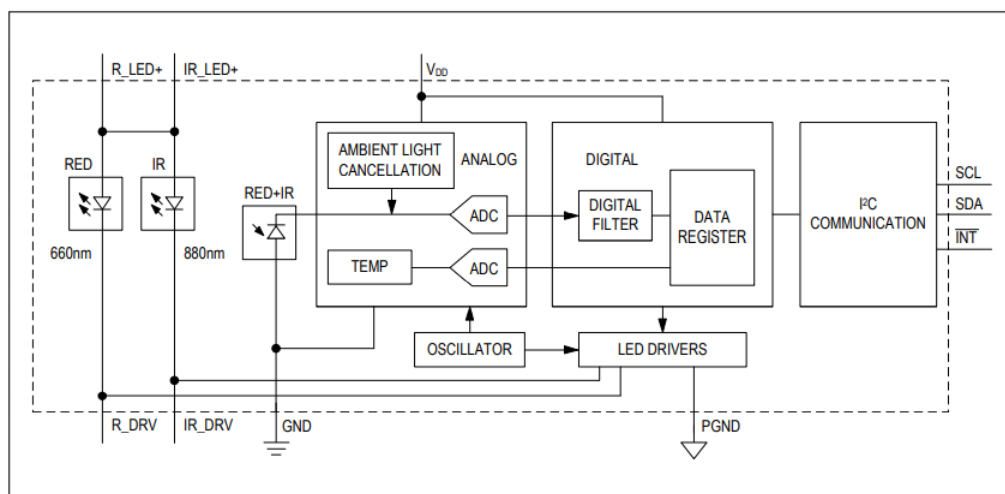 R_LED+
IR_LED+
VDD
RED
IR
660nm
880nm
RED+IR
AMBIENT LIGHT
CANCELLATION
ANALOG
ADC
TEMP
ADC
DIGITAL
DIGITAL
FILTER
DATA
REGISTER
I²C
COMMUNICATION
SCL
SDA
INT
OSCILLATOR
LED DRIVERS
R_DRV
IR_DRV
GND
PGND